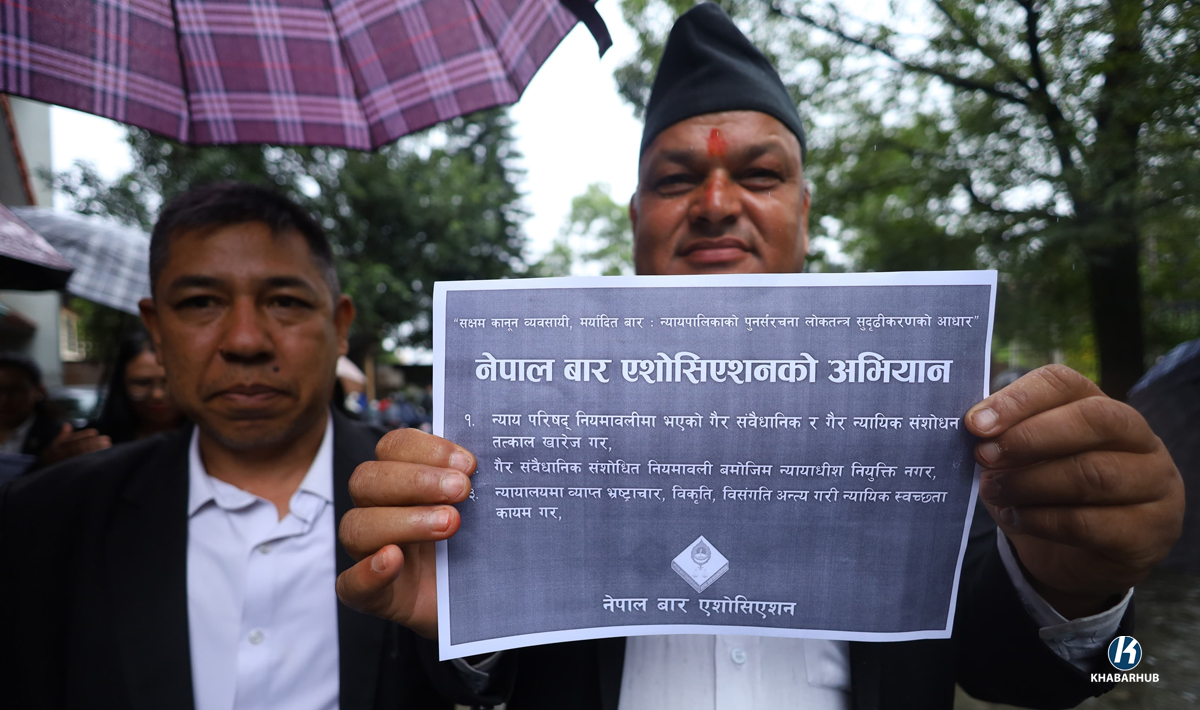 “सक्षम कानून व्यवसायी, मर्यादित बार : न्यायपालिकाको पुनर्संरचना लोकतन्त्र सुदृढीकरणको आधार”
नेपाल बार एशोसिएशनको अभियान
१. न्याय परिषद् नियमावलीमा भएको गैर संवैधानिक र गैर न्यायिक संशोधन
तत्काल खारेज गर,
गैर संवैधानिक संशोधित नियमावली बमोजिम न्यायाधीश नियुक्ति नगर,
३. न्यायालयमा व्याप्त भ्रष्ट्राचार, विकृति, विसंगति अन्त्य गरी न्यायिक स्वच्छता
कायम गर,
नेपाल बार एशोसिएशन
KHABARHUB